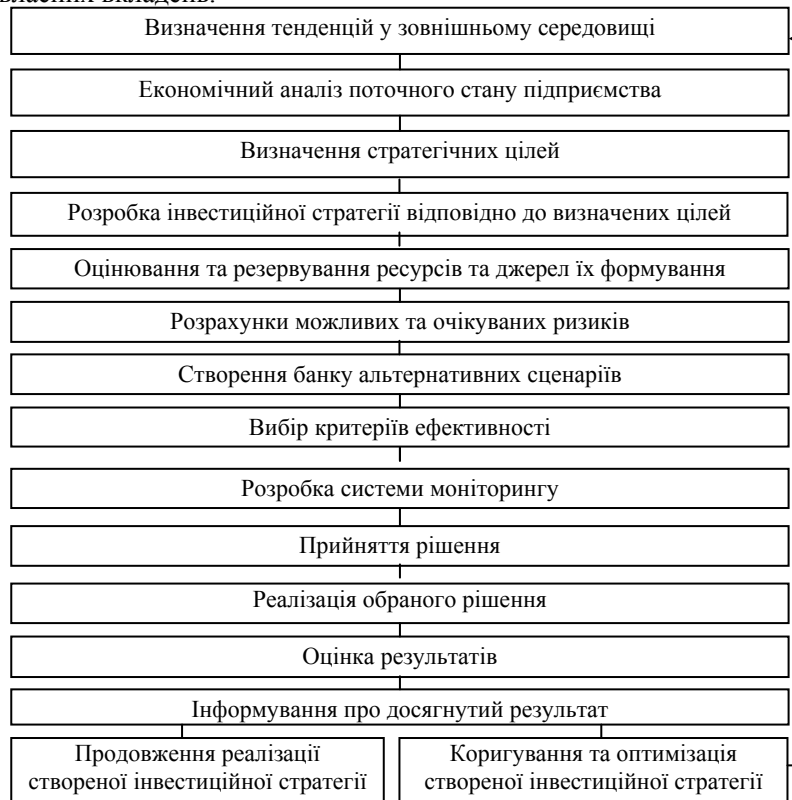 власних вкладень.
Визначення тенденцій у зовнішньому середовищі
Економічний аналіз поточного стану підприємства
Визначення стратегічних цілей
Розробка інвестиційної стратегії відповідно до визначених цілей
Оцінювання та резервування ресурсів та джерел їх формування
Розрахунки можливих та очікуваних ризиків
Створення банку альтернативних сценаріїв
Вибір критеріїв ефективності
Розробка системи моніторингу
Прийняття рішення
Реалізація обраного рішення
Оцінка результатів
Інформування про досягнутий результат
Продовження реалізації
створеної інвестиційної стратегії
Коригування та оптимізація
створеної інвестиційної стратегії